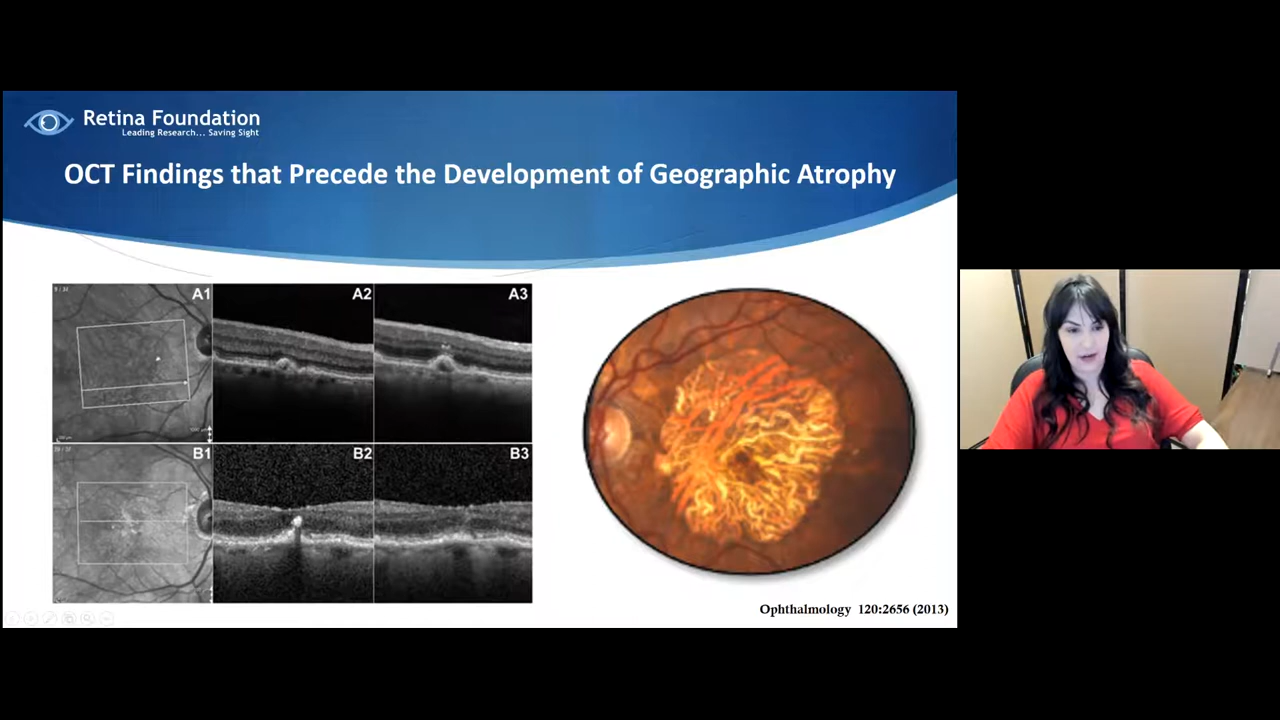 Retina Foundation
Leading Research... Saving Sight
OCT Findings that Precede the Development of Geographic Atrophy
A1
A2
A3
B1
B2
B3
Ophthalmology 120:2656 (2013)